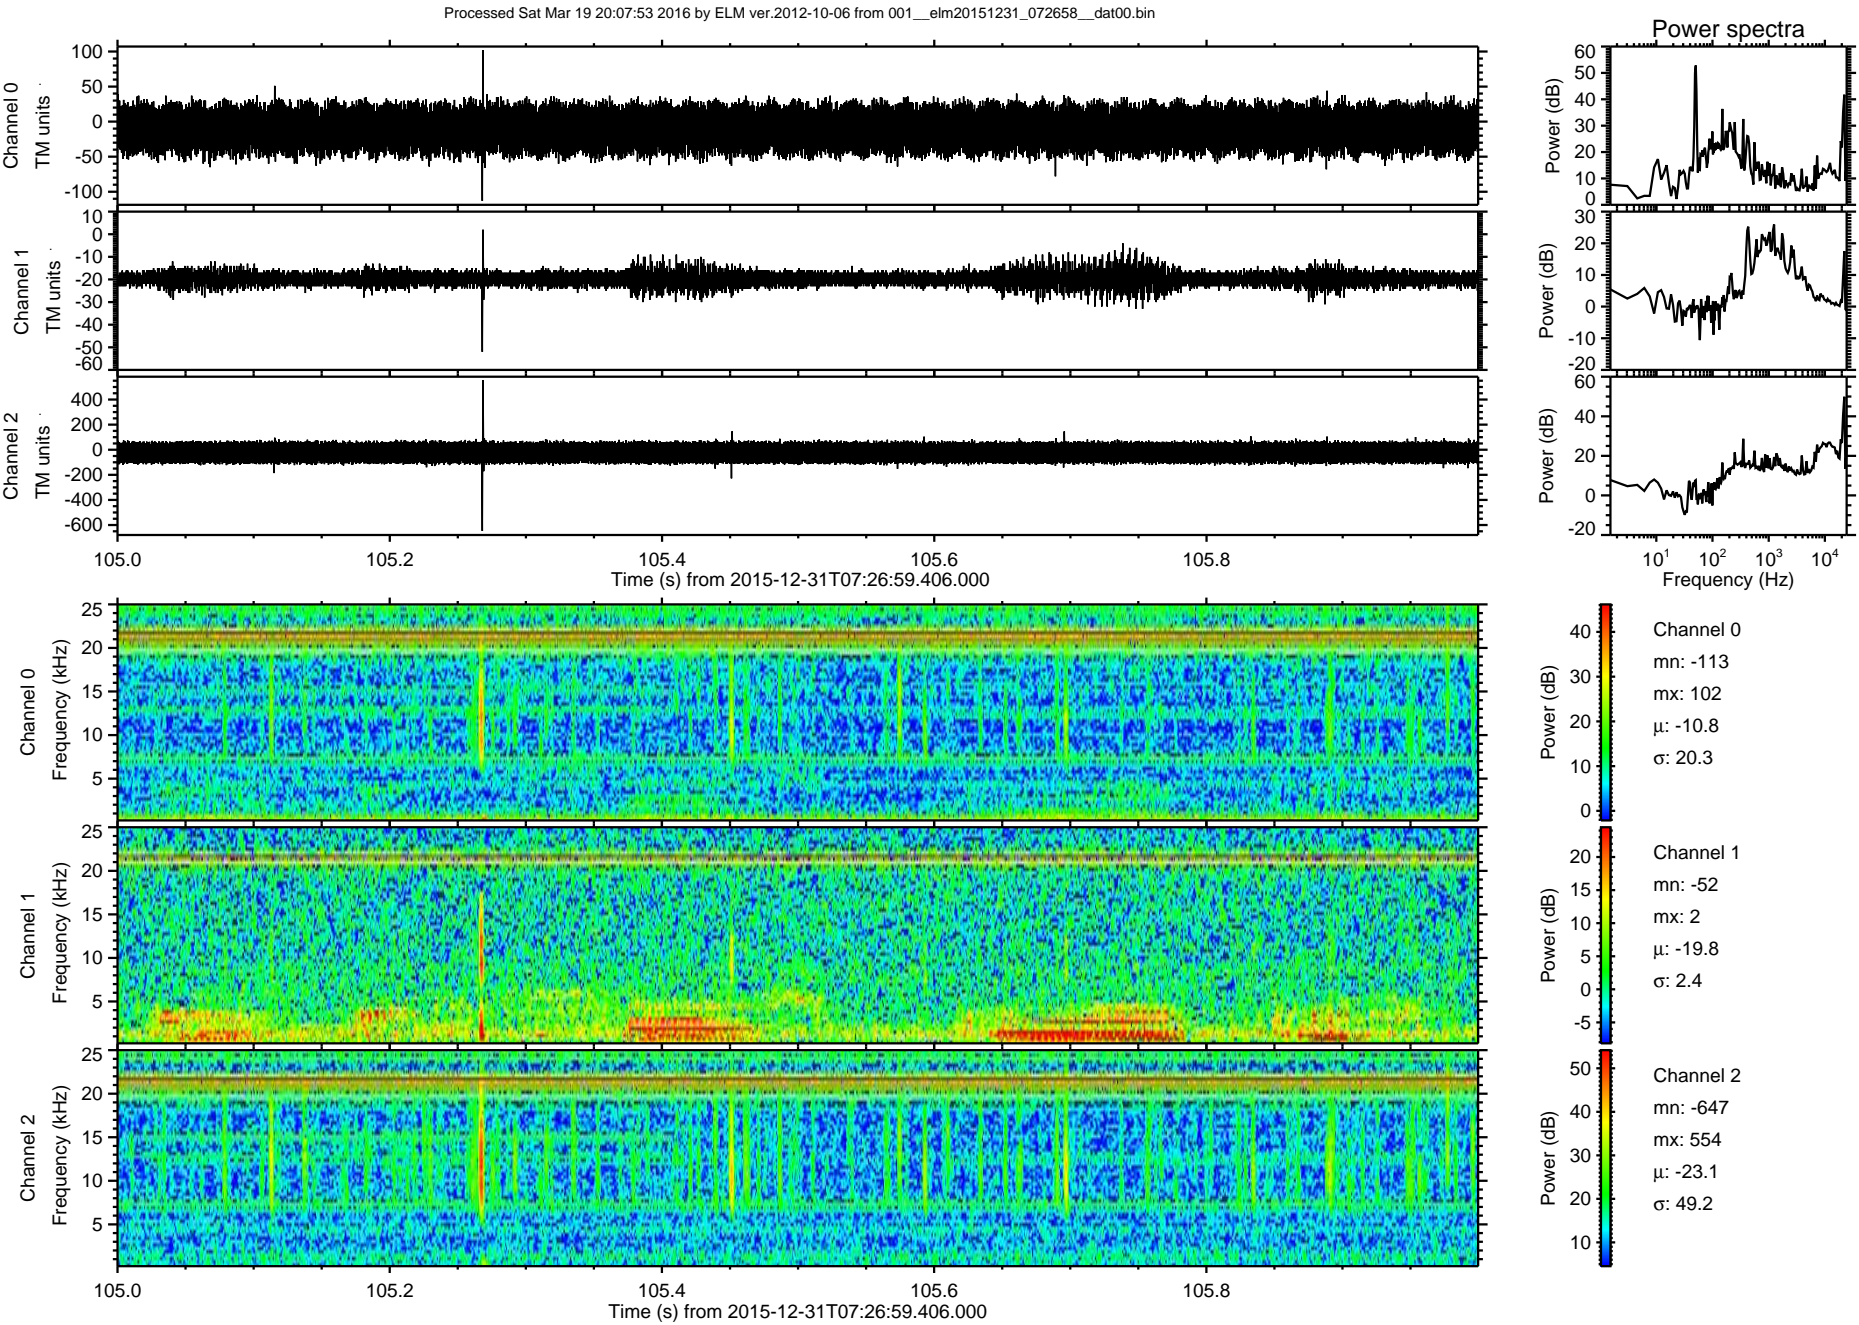 Processed Sat Mar 19 20:07:53 2016 by ELM ver.2012-10-06 from 001__elm20151231_072658__dat00.bin
Power spectra
Channel 0
TM units
100
50
0
-50
-100
Power (dB)
60
50
40
30
20
10
0
Channel 1
TM units
10
0
-10
-20
-30
-40
-50
-60
Power (dB)
30
20
10
0
-10
-20
Channel 2
TM units
400
200
0
-200
-400
-600
Power (dB)
60
40
20
0
-20
105.0 105.2 105.4 105.6 105.8
Time (s) from 2015-12-31T07:26:59.406.000
10¹ 10² 10³ 10⁴
Frequency (Hz)
Channel 0
Frequency (kHz)
25
20
15
10
5
Power (dB)
40
30
20
10
0
Channel 0
mn: -113
mx: 102
μ: -10.8
σ: 20.3
Channel 1
Frequency (kHz)
25
20
15
10
5
Power (dB)
20
15
10
5
0
-5
Channel 1
mn: -52
mx: 2
μ: -19.8
σ: 2.4
Channel 2
Frequency (kHz)
25
20
15
10
5
Power (dB)
50
40
30
20
10
Channel 2
mn: -647
mx: 554
μ: -23.1
σ: 49.2
105.0 105.2 105.4 105.6 105.8
Time (s) from 2015-12-31T07:26:59.406.000